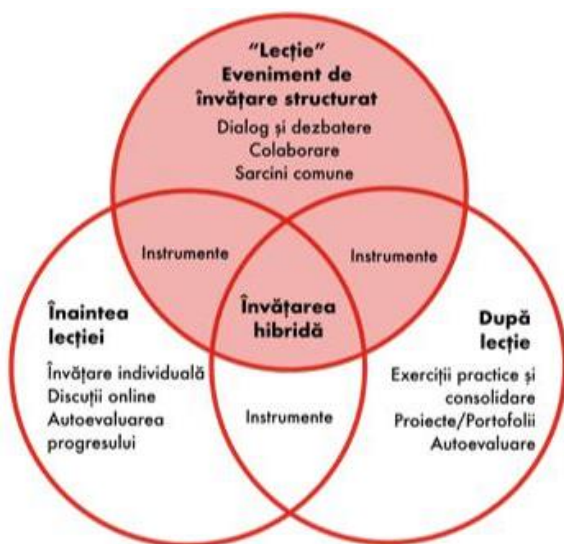 "Lecție"
Eveniment de
învățare structurat
Dialog și dezbatere
Colaborare
Sarcini comune
Instrumente
Instrumente
Învățarea
hibridă
Înaintea
lecției
Învățare individuală
Discuții online
Autoevaluarea
progresului
Instrumente
După
lecție
Exerciții practice și
consolidare
Proiecte/Portofolii
Autoevaluare